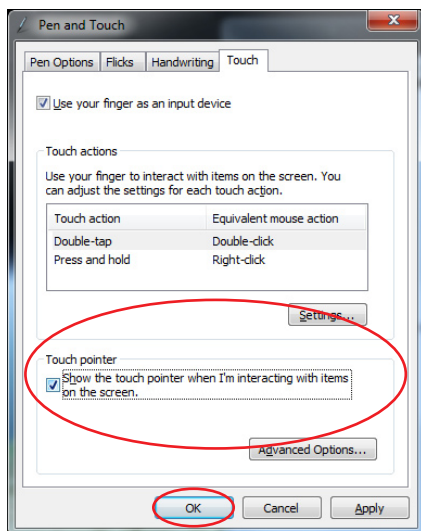 Pen and Touch
Pen Options Flicks Handwriting Touch
Use your finger as an input device
Touch actions
Use your finger to interact with items on the screen. You
can adjust the settings for each touch action.
Touch action Equivalent mouse action
Double-tap Double-click
Press and hold Right-click
Settings...
Touch pointer
Show the touch pointer when I'm interacting with items
on the screen.
Advanced Options...
OK Cancel Apply